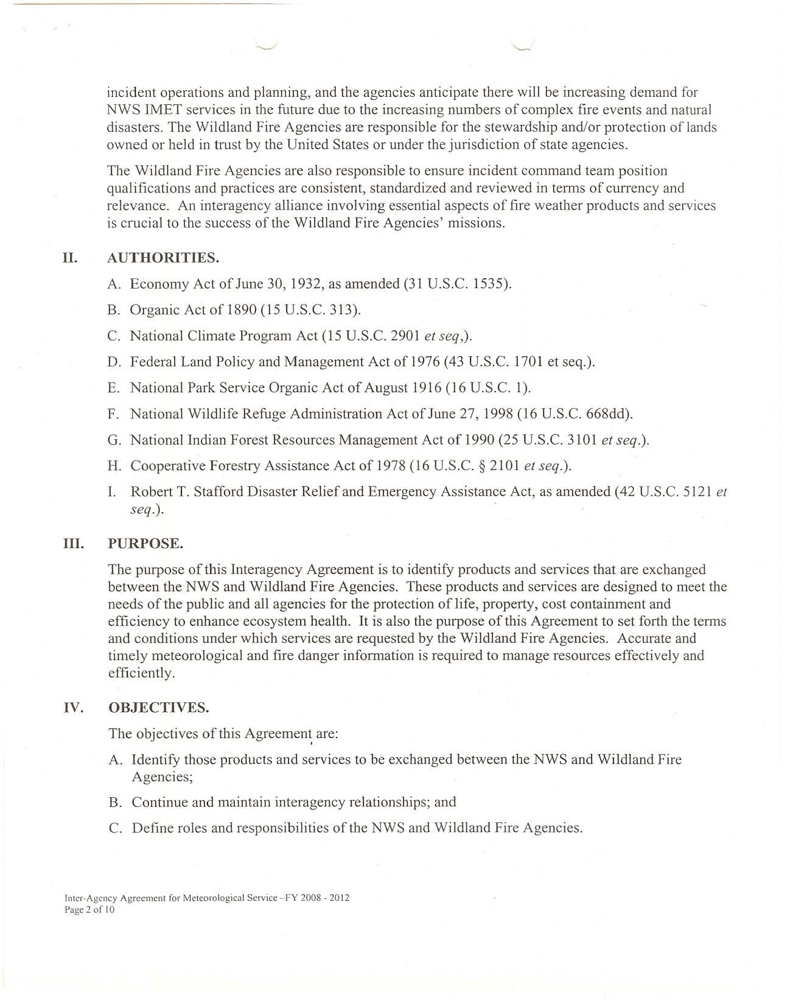 incident operations and planning, and the agencies anticipate there will be increasing demand for
NWS IMET services in the future due to the increasing numbers of complex fire events and natural
disasters. The Wildland Fire Agencies are responsible for the stewardship and/or protection of lands
owned or held in trust by the United States or under the jurisdiction of state agencies.
The Wildland Fire Agencies are also responsible to ensure incident command team position
qualifications and practices are consistent, standardized and reviewed in terms of currency and
relevance. An interagency alliance involving essential aspects of fire weather products and services
is crucial to the success of the Wildland Fire Agencies' missions.
II. AUTHORITIES.
A. Economy Act of June 30, 1932, as amended (31 U.S.C. 1535).
B. Organic Act of 1890 (15 U.S.C. 313).
C. National Climate Program Act (15 U.S.C. 2901 et seq,).
D. Federal Land Policy and Management Act of 1976 (43 U.S.C. 1701 et seq.).
E. National Park Service Organic Act of August 1916 (16 U.S.C. 1).
F. National Wildlife Refuge Administration Act of June 27, 1998 (16 U.S.C. 668dd).
G. National Indian Forest Resources Management Act of 1990 (25 U.S.C. 3101 et seq.).
H. Cooperative Forestry Assistance Act of 1978 (16 U.S.C. § 2101 et seq.).
I. Robert T. Stafford Disaster Relief and Emergency Assistance Act, as amended (42 U.S.C. 5121 et
seq.).
III. PURPOSE.
The purpose of this Interagency Agreement is to identify products and services that are exchanged
between the NWS and Wildland Fire Agencies. These products and services are designed to meet the
needs of the public and all agencies for the protection of life, property, cost containment and
efficiency to enhance ecosystem health. It is also the purpose of this Agreement to set forth the terms
and conditions under which services are requested by the Wildland Fire Agencies. Accurate and
timely meteorological and fire danger information is required to manage resources effectively and
efficiently.
IV. OBJECTIVES.
The objectives of this Agreement are:
A. Identify those products and services to be exchanged between the NWS and Wildland Fire
Agencies;
B. Continue and maintain interagency relationships; and
C. Define roles and responsibilities of the NWS and Wildland Fire Agencies.
Inter-Agency Agreement for Meteorological Service –FY 2008 - 2012
Page 2 of 10